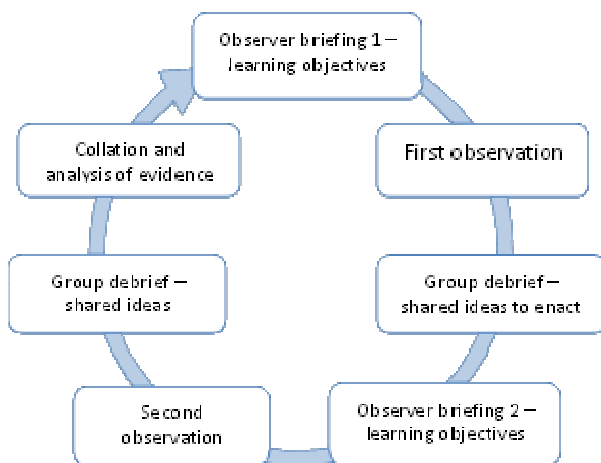 Observer briefing 1 –
learning objectives
First observation
Group debrief –
shared ideas to enact
Observer briefing 2 –
learning objectives
Second
observation
Group debrief –
shared ideas
Collation and
analysis of evidence